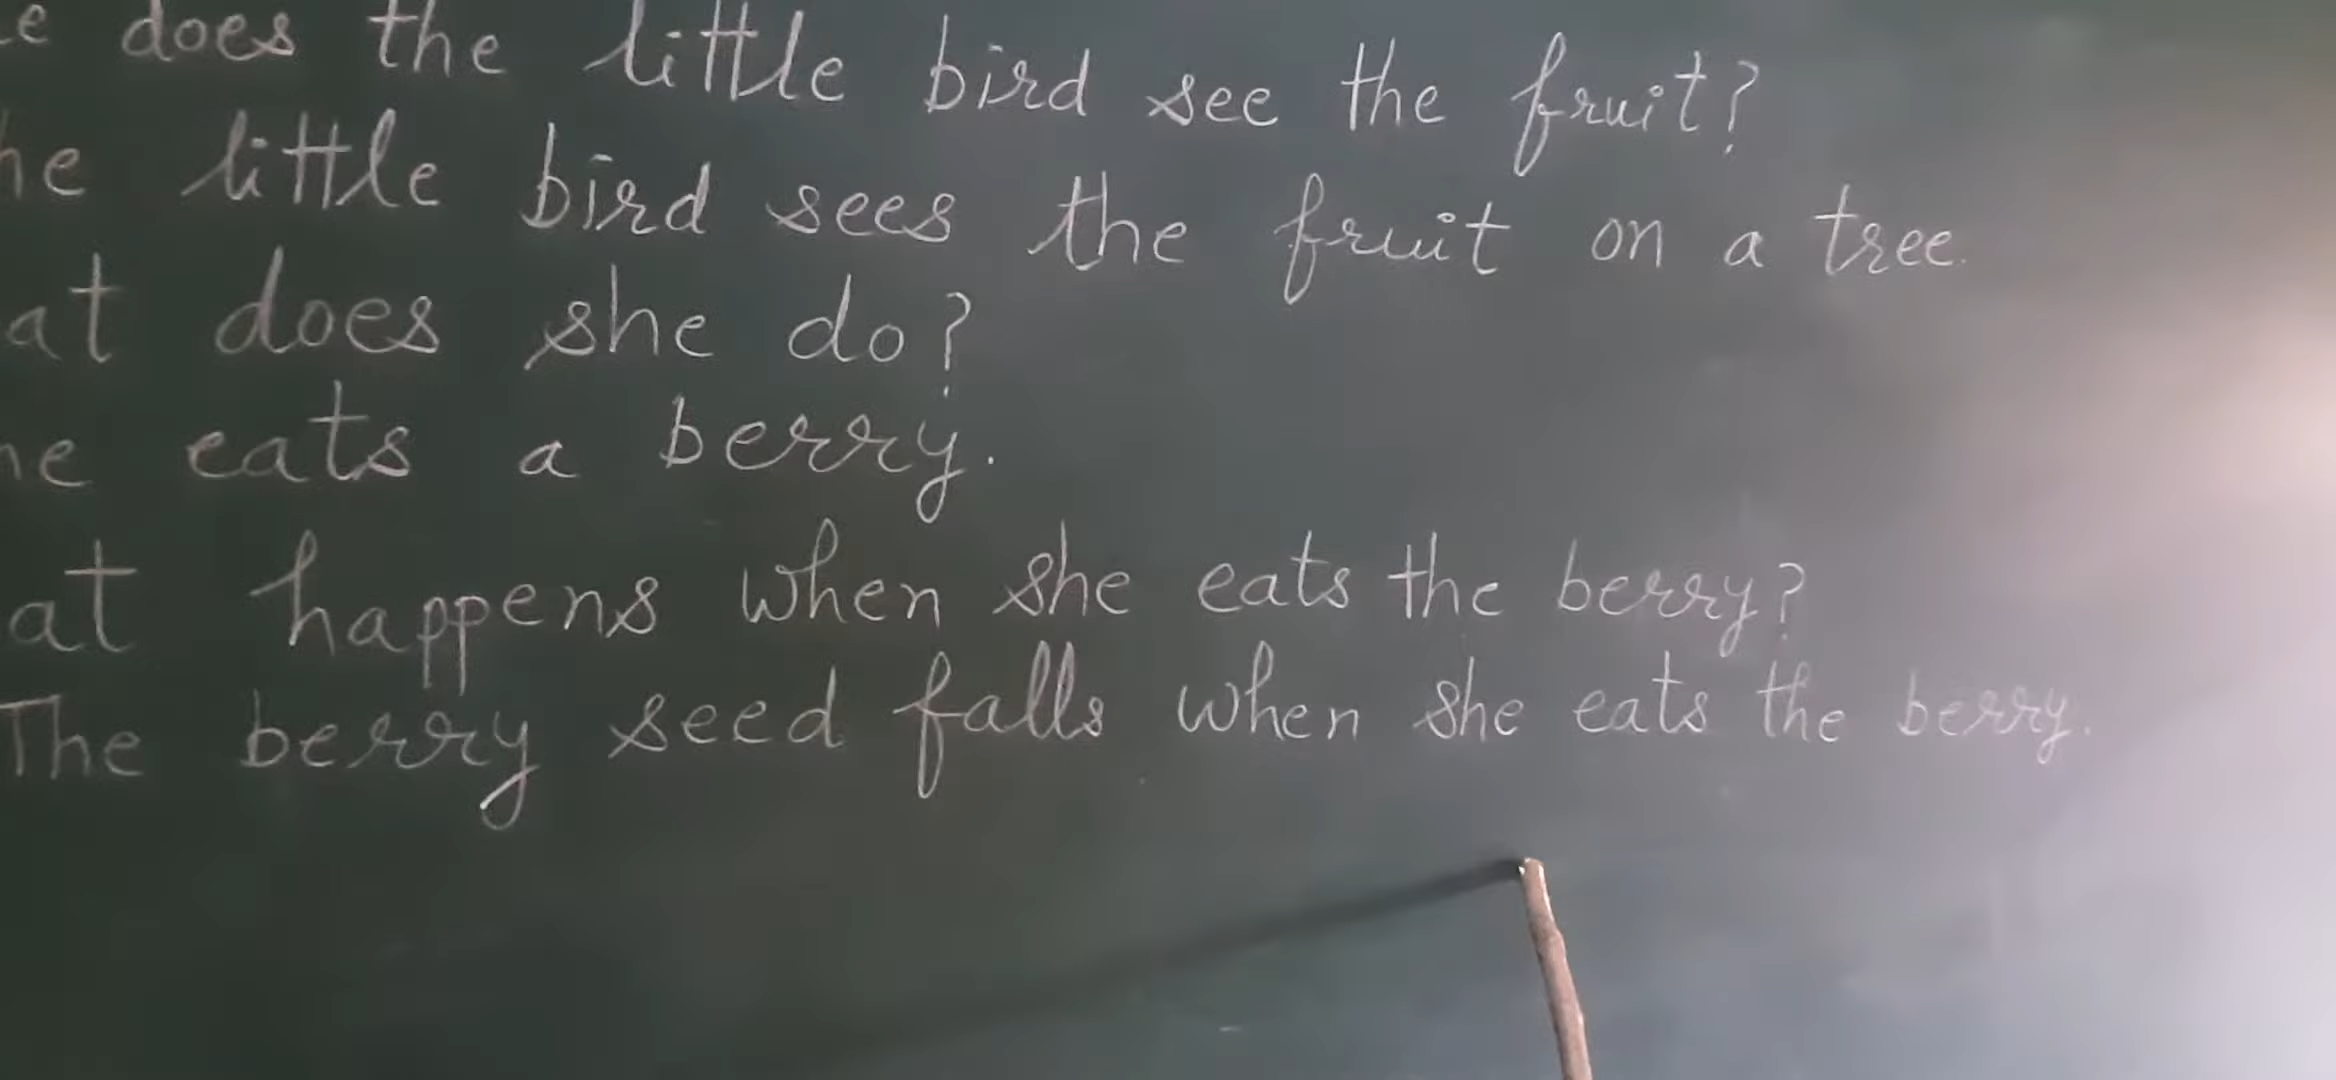 e does the little bird see the fruit?
he little bird sees the fruit on a tree.
at does she do?
he eats a berry.
at happens when she eats the berry?
The berry seed falls when she eats the berry.